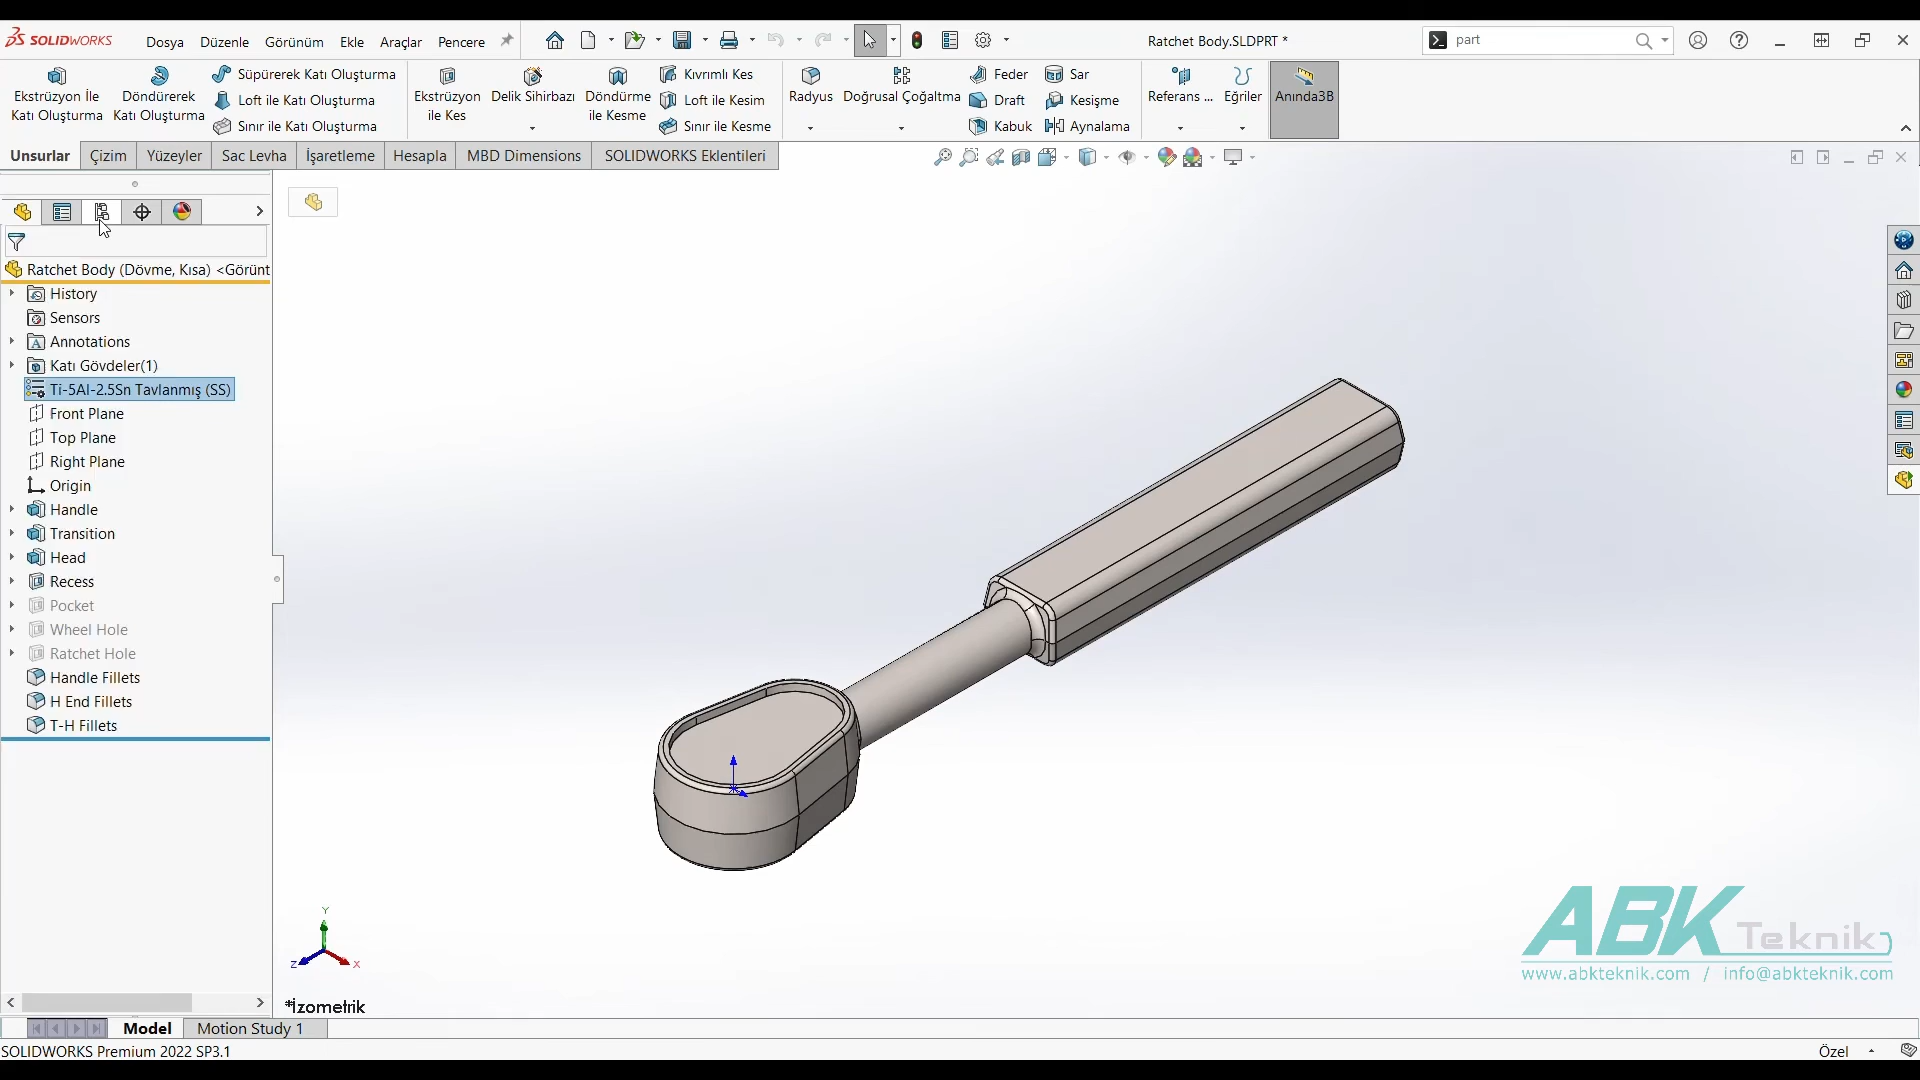 SOLIDWORKS
Dosya Düzenle Görünüm Ekle Araçlar Pencere
Ratchet Body.SLDPRT *
part
Ekstrüzyon İle
Katı Oluşturma
Döndürerek
Katı Oluşturma
Süpürerek Katı Oluşturma
Loft ile Katı Oluşturma
Sınır ile Katı Oluşturma
Ekstrüzyon
ile Kes
Delik Sihirbazı
Döndürme
ile Kesme
Kıvrımlı Kes
Loft ile Kesim
Sınır ile Kesme
Radyus
Doğrusal Çoğaltma
Feder
Draft
Kabuk
Sar
Kesişme
Aynalama
Referans ...
Eğriler
Anında3B
Unsurlar Çizim Yüzeyler Sac Levha İşaretleme Hesapla MBD Dimensions SOLIDWORKS Eklentileri
Ratchet Body (Dövme, Kısa) <Görünt
History
Sensors
Annotations
Katı Gövdeler(1)
Ti-5Al-2.5Sn Tavlanmış (SS)
Front Plane
Top Plane
Right Plane
Origin
Handle
Transition
Head
Recess
Pocket
Wheel Hole
Ratchet Hole
Handle Fillets
H End Fillets
T-H Fillets
Y
Z
X
*İzometrik
ABK Teknik
www.abkteknik.com / info@abkteknik.com
Model Motion Study 1
SOLIDWORKS Premium 2022 SP3.1
Özel